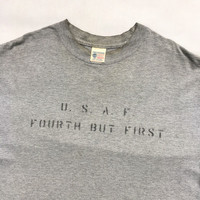 U. S. A. F
FOURTH BUT FIRST